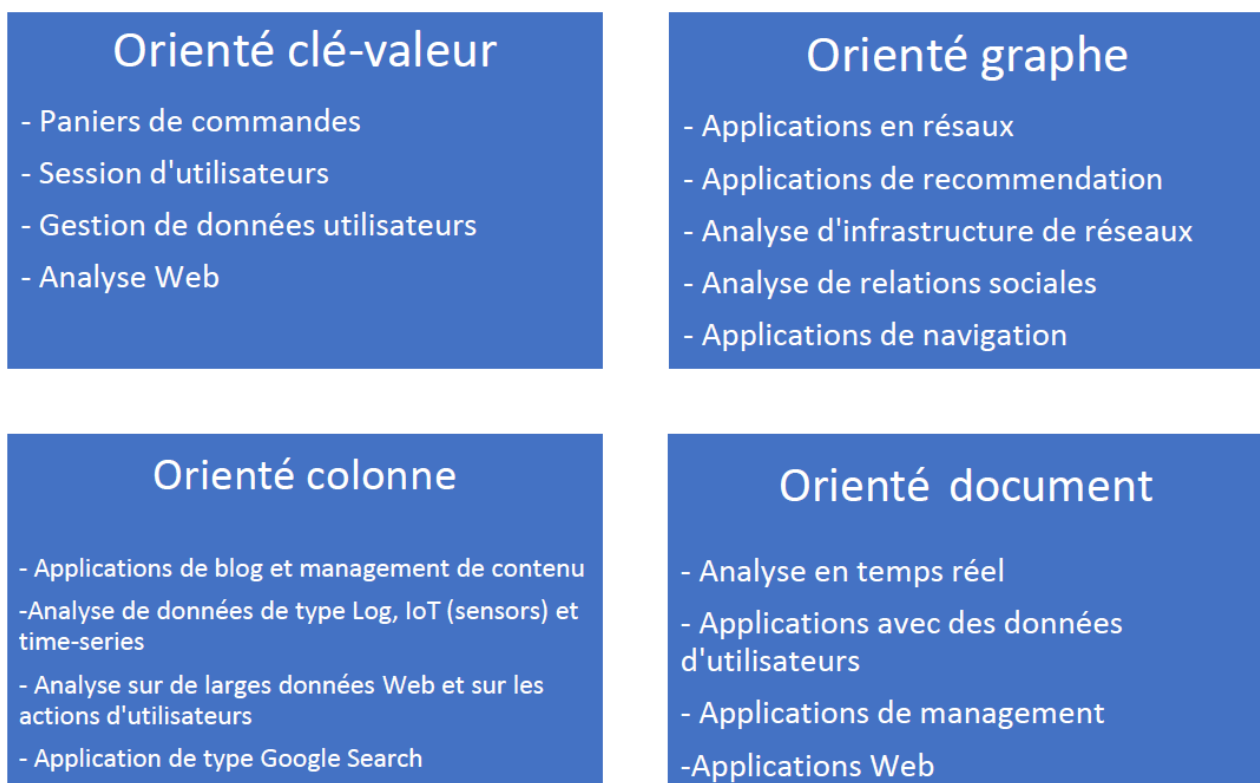 Orienté clé-valeur
- Paniers de commandes
- Session d'utilisateurs
- Gestion de données utilisateurs
- Analyse Web
Orienté graphe
- Applications en résaux
- Applications de recommendation
- Analyse d'infrastructure de réseaux
- Analyse de relations sociales
- Applications de navigation
Orienté colonne
- Applications de blog et management de contenu
-Analyse de données de type Log, IoT (sensors) et
time-series
- Analyse sur de larges données Web et sur les
actions d'utilisateurs
- Application de type Google Search
Orienté document
- Analyse en temps réel
- Applications avec des données
d'utilisateurs
- Applications de management
-Applications Web